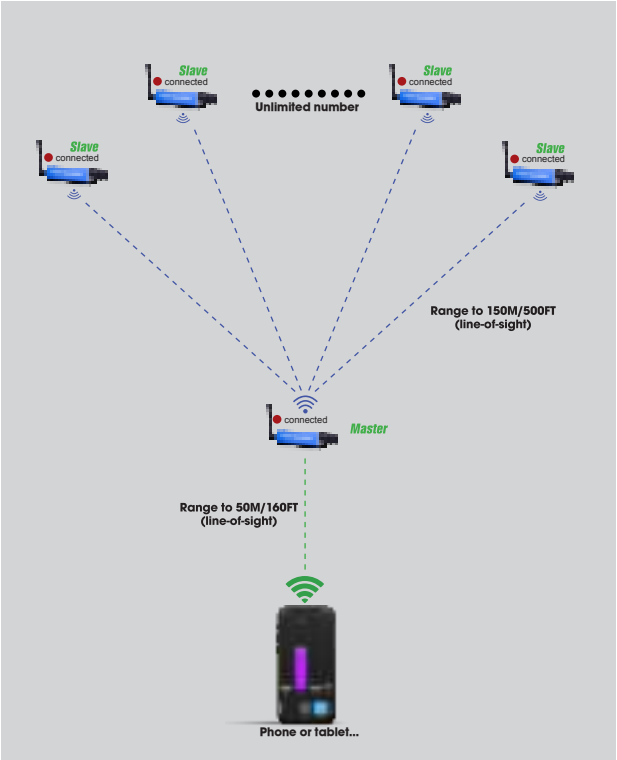 Slave
connected
Slave
connected
Unlimited number
Slave
connected
Slave
connected
Range to 150M/500FT
(line-of-sight)
connected
Master
Range to 50M/160FT
(line-of-sight)
Phone or tablet...